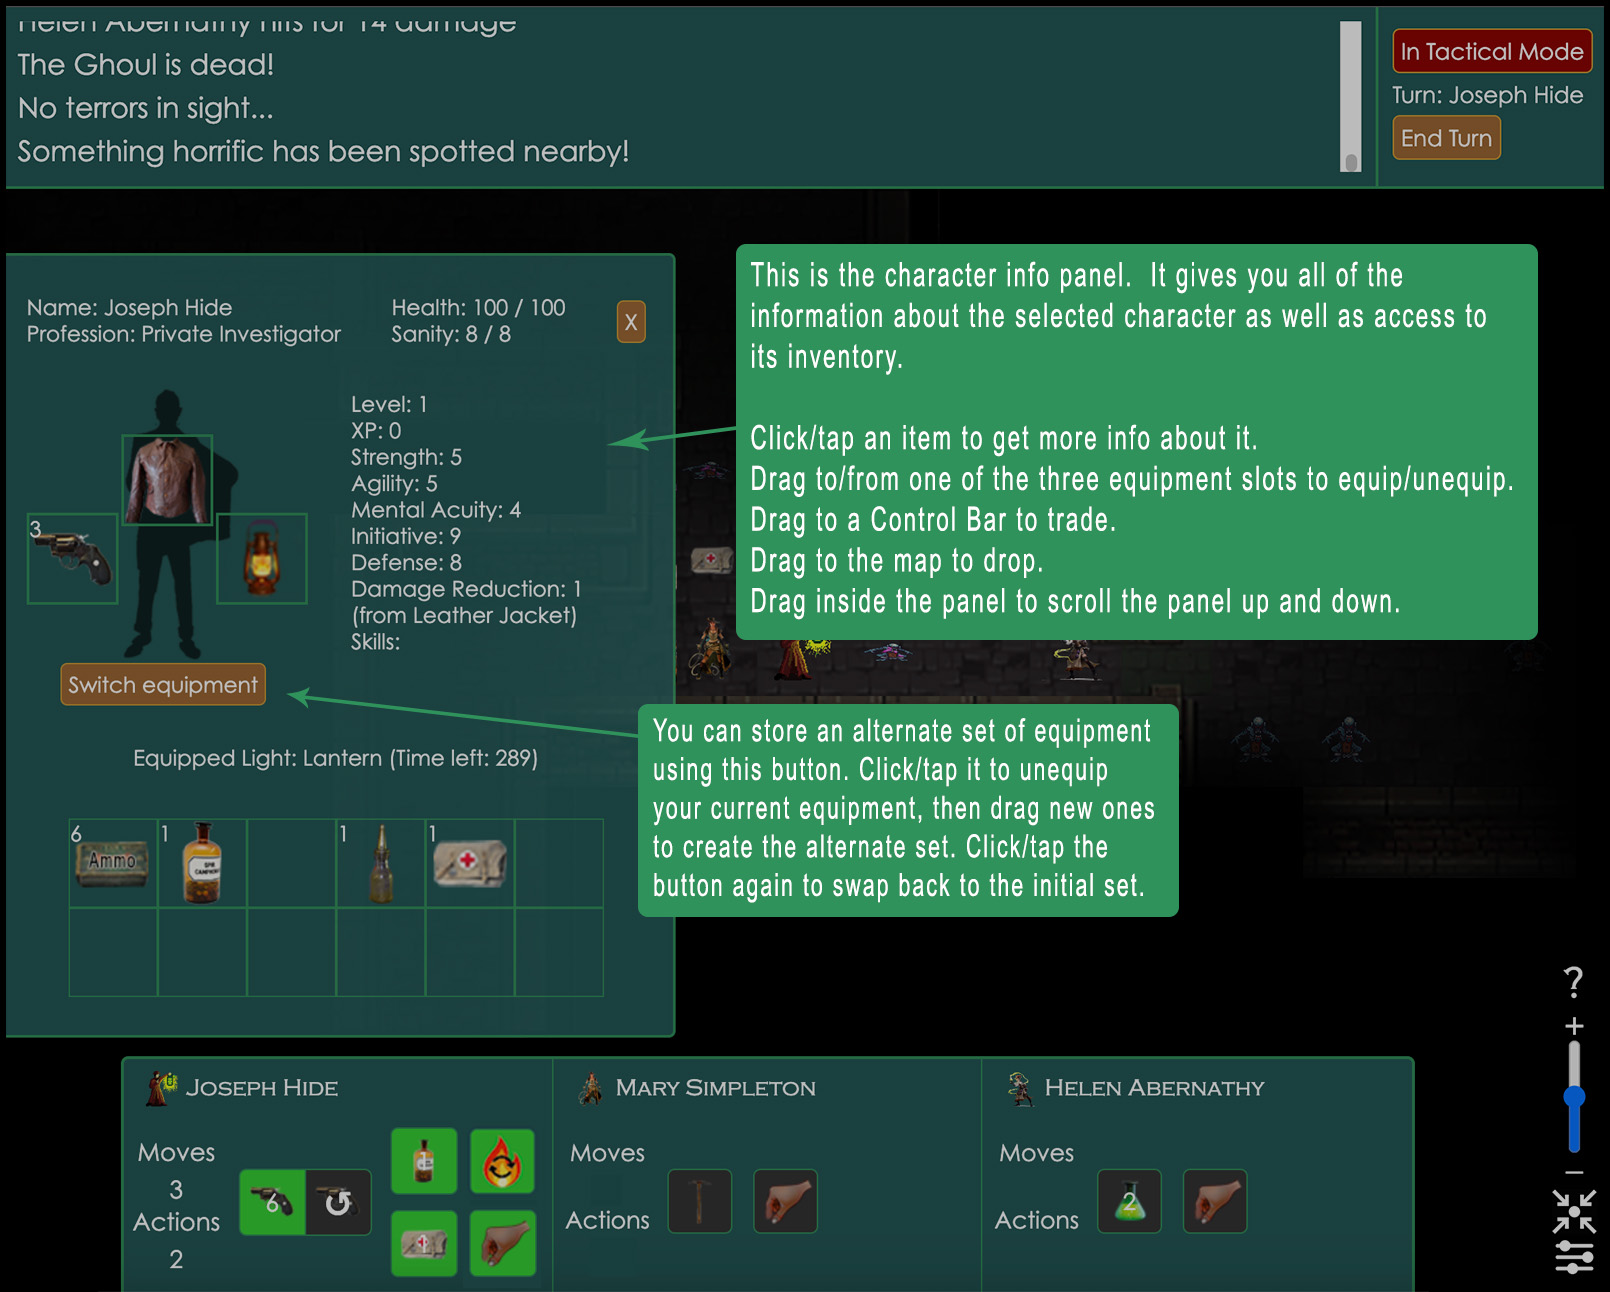 Helen Abernathy hits for 14 damage
The Ghoul is dead!
No terrors in sight...
Something horrific has been spotted nearby!
In Tactical Mode
Turn: Joseph Hide
End Turn
Name: Joseph Hide
Profession: Private Investigator
Health: 100 / 100
Sanity: 8 / 8
X
Level: 1
XP: 0
Strength: 5
Agility: 5
Mental Acuity: 4
Initiative: 9
Defense: 8
Damage Reduction: 1
(from Leather Jacket)
Skills:
3
Switch equipment
Equipped Light: Lantern (Time left: 289)
6
Ammo
1
1
1
This is the character info panel.  It gives you all of the
information about the selected character as well as access to
its inventory.
Click/tap an item to get more info about it.
Drag to/from one of the three equipment slots to equip/unequip.
Drag to a Control Bar to trade.
Drag to the map to drop.
Drag inside the panel to scroll the panel up and down.
You can store an alternate set of equipment
using this button. Click/tap it to unequip
your current equipment, then drag new ones
to create the alternate set. Click/tap the
button again to swap back to the initial set.
?
+
−
JOSEPH HIDE
Moves
3
Actions
2
6
1
1
MARY SIMPLETON
Moves
Actions
HELEN ABERNATHY
Moves
Actions
2